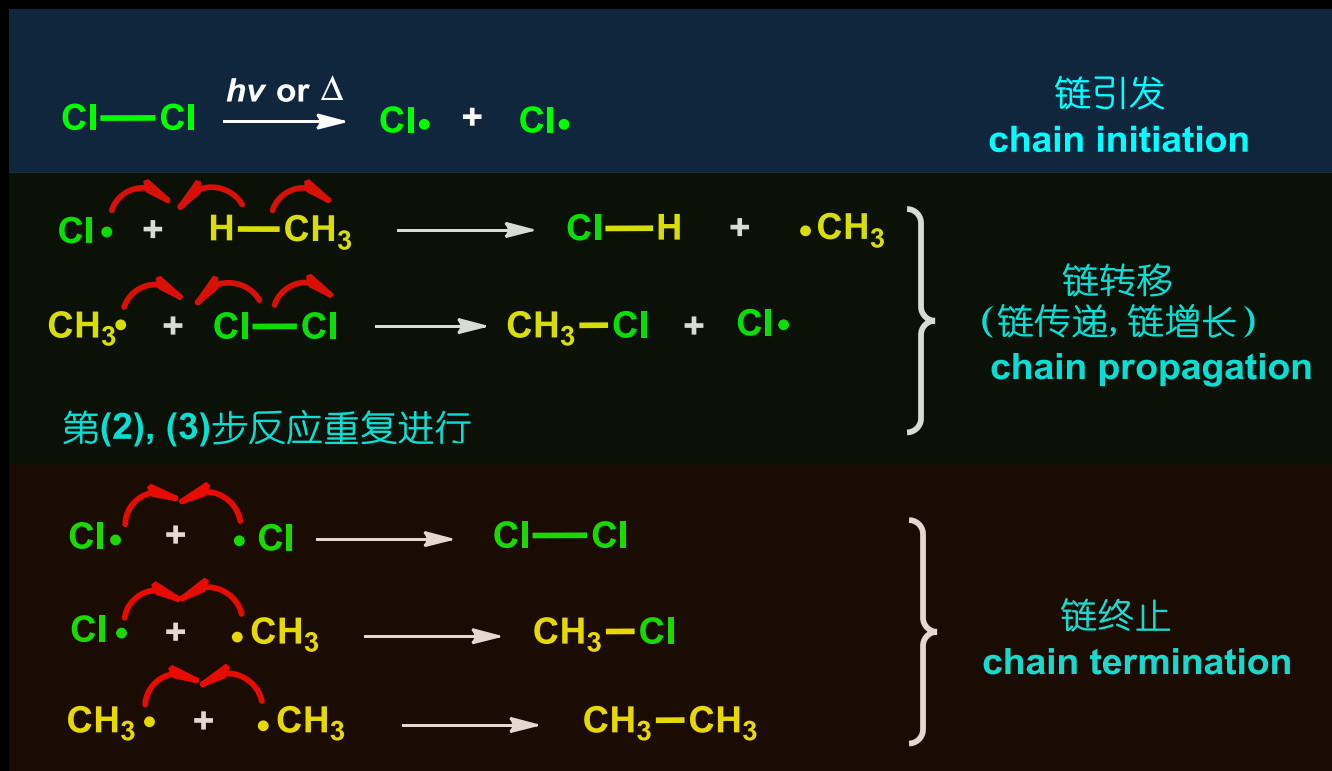 Cl—Cl hv or Δ Cl• + Cl•
链引发
chain initiation
Cl• + H—CH₃ Cl—H + •CH₃
CH₃• + Cl—Cl CH₃—Cl + Cl•
链转移
(链传递,链增长)
chain propagation
第(2), (3)步反应重复进行
Cl• + •Cl Cl—Cl
Cl• + •CH₃ CH₃—Cl
CH₃• + •CH₃ CH₃—CH₃
链终止
chain termination